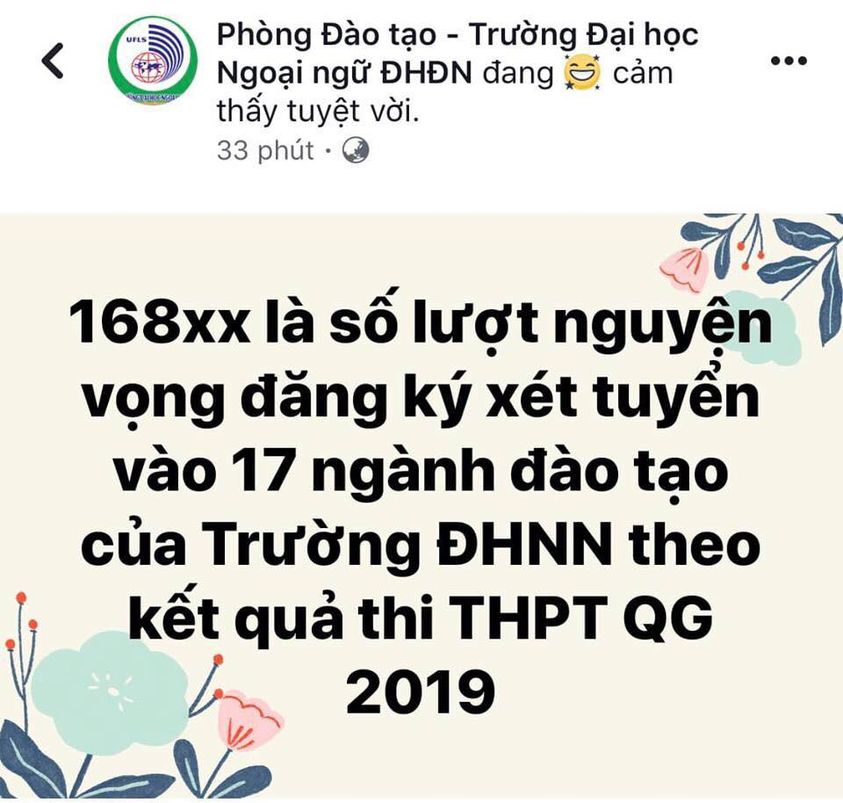 UFLS
Phòng Đào tạo - Trường Đại học
Ngoại ngữ ĐHĐN đang 🤩 cảm
thấy tuyệt vời.
33 phút ·
168xx là số lượt nguyện
vọng đăng ký xét tuyển
vào 17 ngành đào tạo
của Trường ĐHNN theo
kết quả thi THPT QG
2019